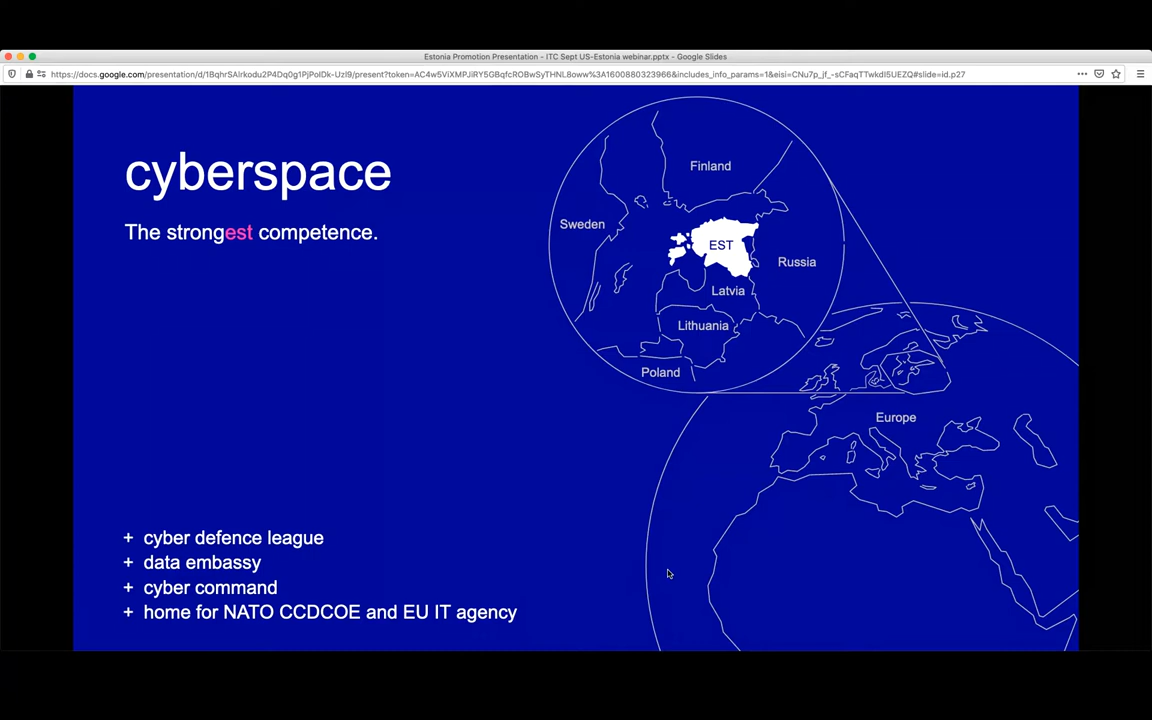 Estonia Promotion Presentation - ITC Sept US-Estonia webinar.pptx - Google Slides
cyberspace
The strongest competence.
Finland
Sweden
EST
Russia
Latvia
Lithuania
Poland
Europe
+ cyber defence league
+ data embassy
+ cyber command
+ home for NATO CCDCOE and EU IT agency